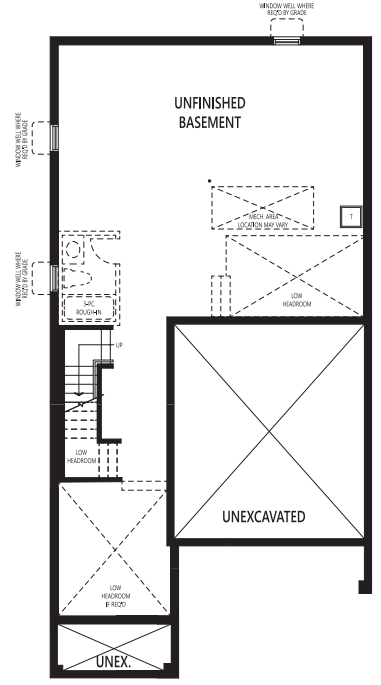 WINDOW WELL WHERE
REQ'D BY GRADE
UNFINISHED
BASEMENT
WINDOW WELL WHERE
REQ'D BY GRADE
MECH. AREA
LOCATION MAY VARY
T
WINDOW WELL WHERE
REQ'D BY GRADE
3-PC
ROUGH-IN
LOW
HEADROOM
UP
LOW
HEADROOM
UNEXCAVATED
LOW
HEADROOM
IF REQ'D
UNEX.